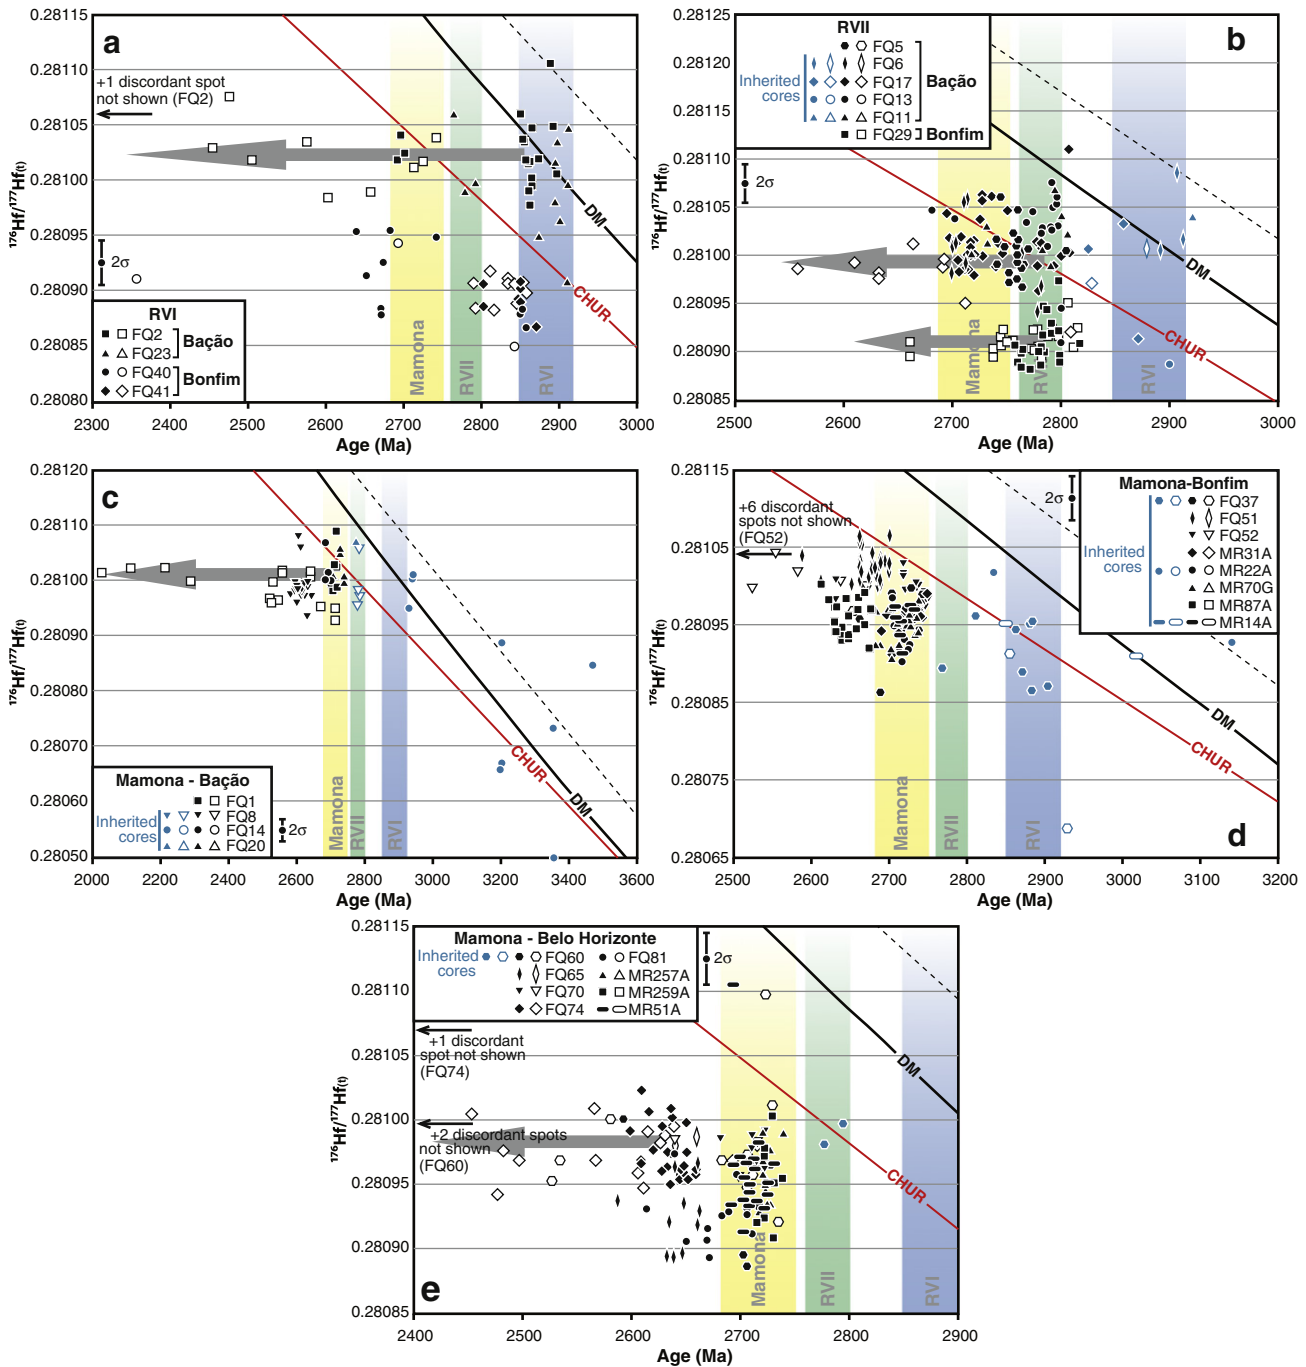 a
0.28115
0.28110
0.28105
0.28100
0.28095
0.28090
0.28085
0.28080
176Hf/177Hf(t)
+1 discordant spot
not shown (FQ2)
2σ
DM
CHUR
Mamona
RVII
RVI
RVI
FQ2
FQ23
Bação
FQ40
FQ41
Bonfim
2300 2400 2500 2600 2700 2800 2900 3000
Age (Ma)
b
0.28125
0.28120
0.28115
0.28110
0.28105
0.28100
0.28095
0.28090
0.28085
176Hf/177Hf(t)
RVII
Inherited
cores
FQ5
FQ6
FQ17
FQ13
FQ11
Bação
FQ29
Bonfim
2σ
DM
CHUR
Mamona
RVII
RVI
2500 2600 2700 2800 2900 3000
Age (Ma)
c
0.28120
0.28110
0.28100
0.28090
0.28080
0.28070
0.28060
0.28050
176Hf/177Hf(t)
CHUR
DM
Mamona
RVII
RVI
Mamona - Bação
Inherited
cores
FQ1
FQ8
FQ14
FQ20
2σ
2000 2200 2400 2600 2800 3000 3200 3400 3600
Age (Ma)
d
0.28115
0.28105
0.28095
0.28085
0.28075
0.28065
176Hf/177Hf(t)
+6 discordant
spots not shown
(FQ52)
2σ
Mamona-Bonfim
Inherited
cores
FQ37
FQ51
FQ52
MR31A
MR22A
MR70G
MR87A
MR14A
DM
CHUR
Mamona
RVII
RVI
2500 2600 2700 2800 2900 3000 3100 3200
Age (Ma)
e
0.28115
0.28110
0.28105
0.28100
0.28095
0.28090
0.28085
176Hf/177Hf(t)
Mamona - Belo Horizonte
Inherited
cores
FQ60
FQ65
FQ70
FQ74
FQ81
MR257A
MR259A
MR51A
2σ
+1 discordant
spot not shown
(FQ74)
+2 discordant spots
not shown
(FQ60)
DM
CHUR
Mamona
RVII
RVI
2400 2500 2600 2700 2800 2900
Age (Ma)